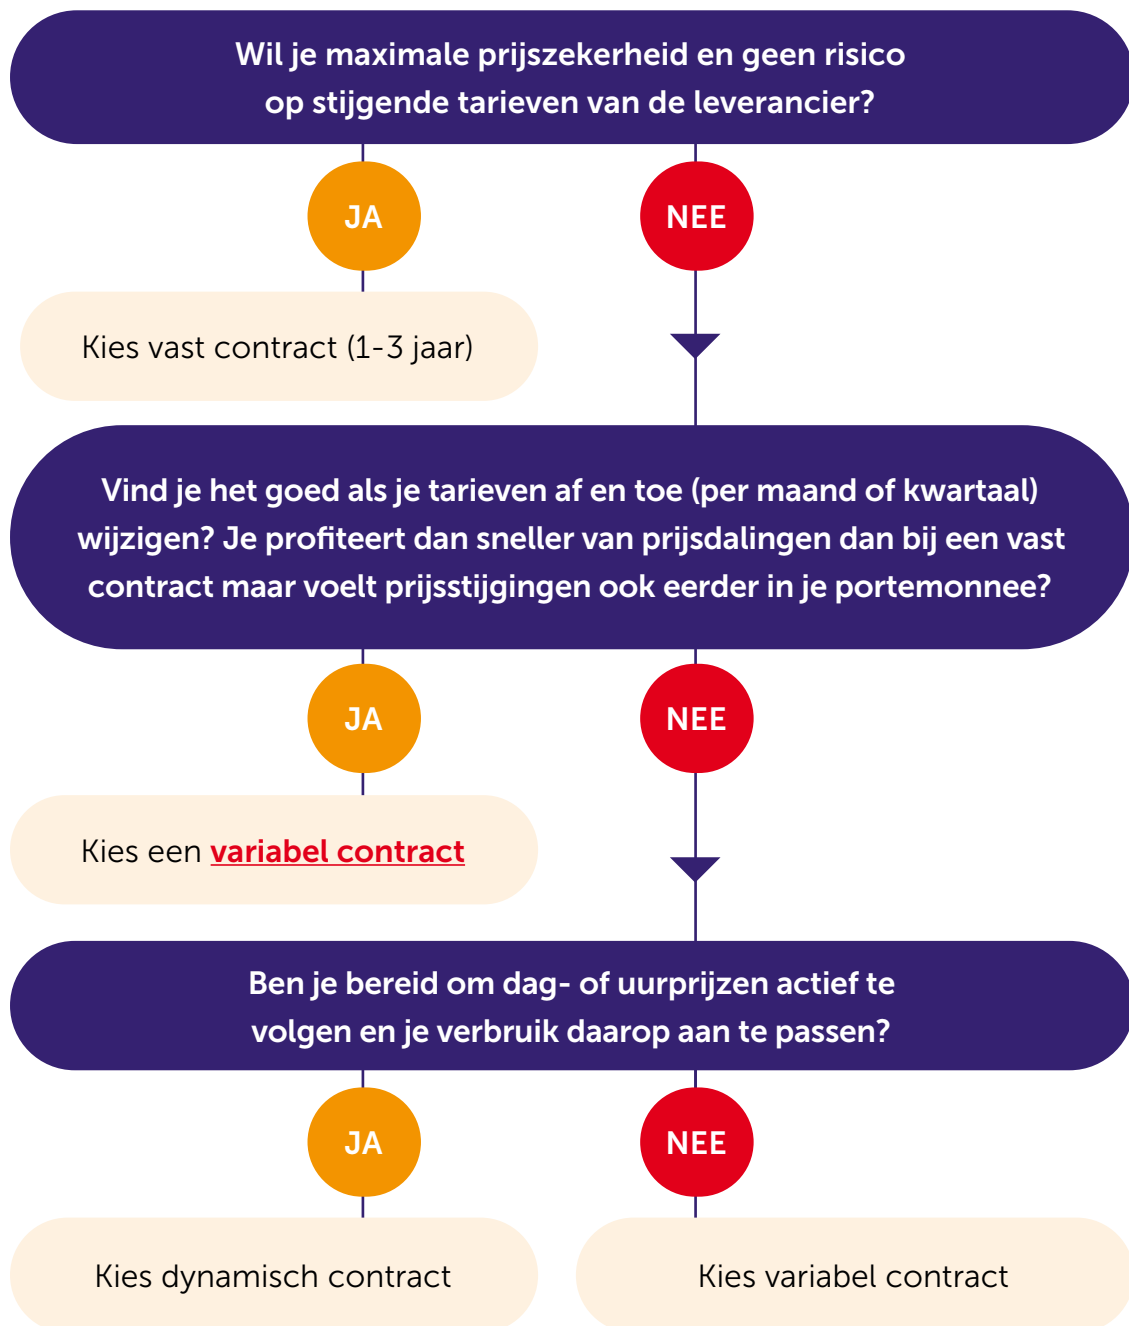 Wil je maximale prijszekerheid en geen risico
op stijgende tarieven van de leverancier?
JA
NEE
Kies vast contract (1-3 jaar)
Vind je het goed als je tarieven af en toe (per maand of kwartaal)
wijzigen? Je profiteert dan sneller van prijsdalingen dan bij een vast
contract maar voelt prijsstijgingen ook eerder in je portemonnee?
JA
NEE
Kies een variabel contract
Ben je bereid om dag- of uurprijzen actief te
volgen en je verbruik daarop aan te passen?
JA
NEE
Kies dynamisch contract
Kies variabel contract